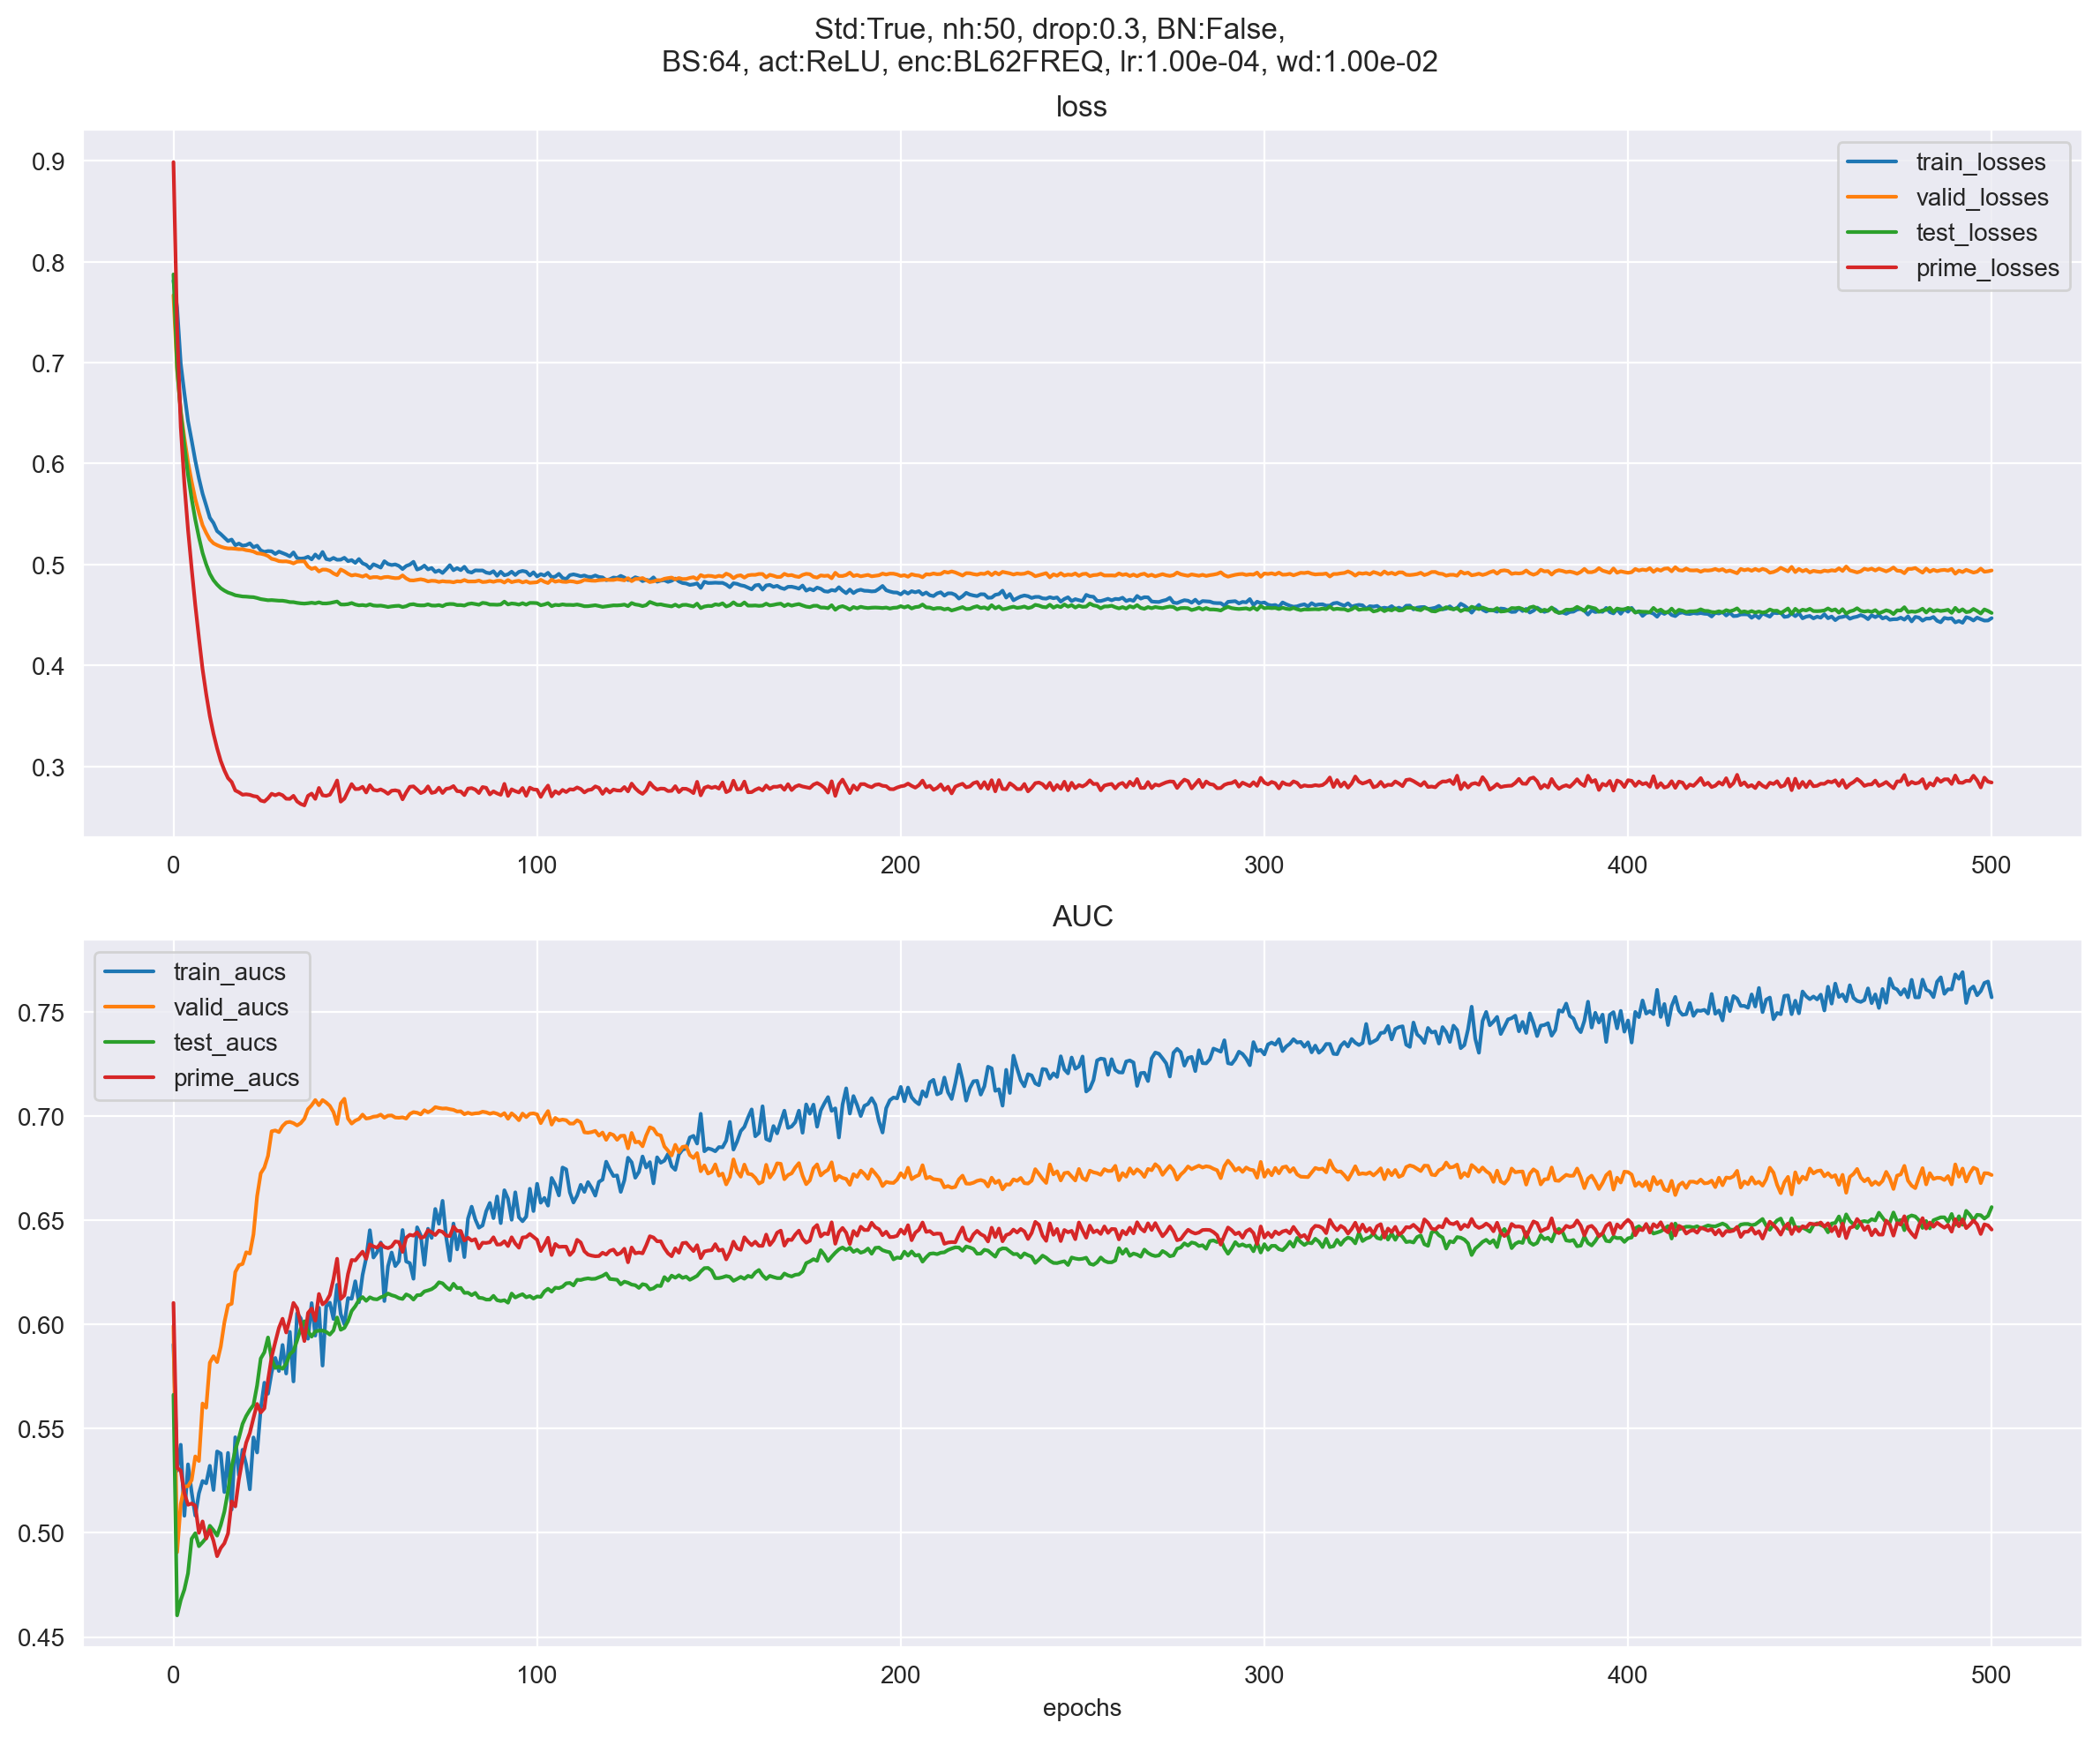 Std:True, nh:50, drop:0.3, BN:False,
BS:64, act:ReLU, enc:BL62FREQ, lr:1.00e-04, wd:1.00e-02
loss
0.9
0.8
0.7
0.6
0.5
0.4
0.3
train_losses
valid_losses
test_losses
prime_losses
0 100 200 300 400 500
AUC
train_aucs
valid_aucs
test_aucs
prime_aucs
0.75
0.70
0.65
0.60
0.55
0.50
0.45
0 100 200 300 400 500
epochs